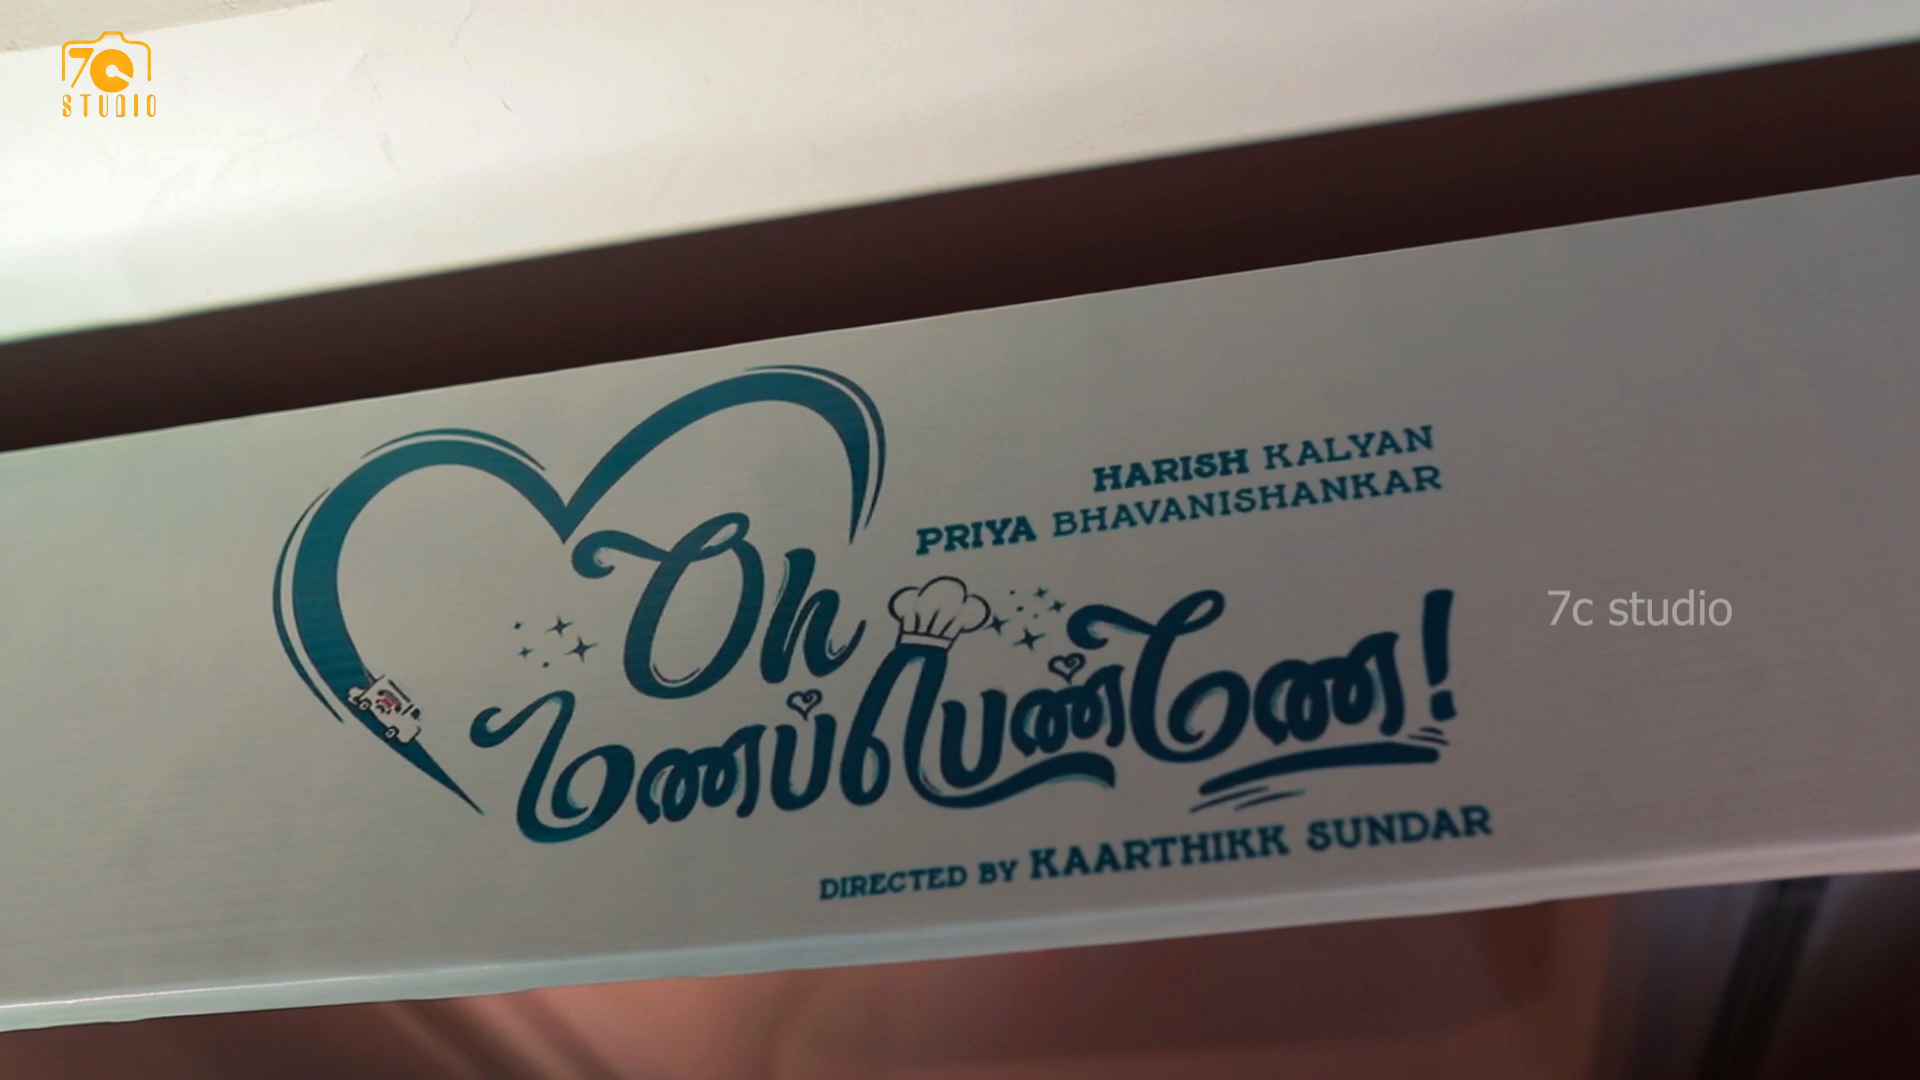 7C
STUDIO
HARISH KALYAN
PRIYA BHAVANISHANKAR
Oh
மணப்பெண்ணே!
7c studio
DIRECTED BY KAARTHIKK SUNDAR